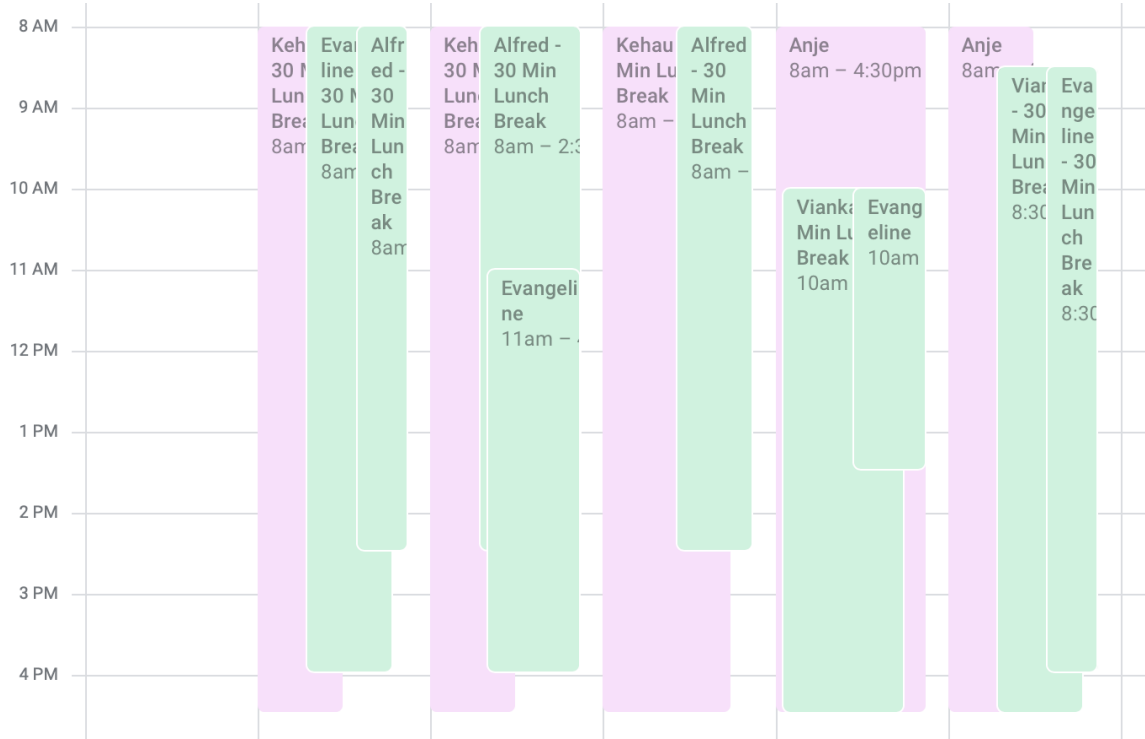 8 AM
9 AM
10 AM
11 AM
12 PM
1 PM
2 PM
3 PM
4 PM
Keh
30 M
Lun
Brea
8am
Evan
line
30 M
Lun
Brea
8am
Alfr
ed -
30
Min
Lun
ch
Bre
ak
8am
Keh
30 M
Lun
Brea
8am
Alfred -
30 Min
Lunch
Break
8am – 2:3
Evangeli
ne
11am –
Kehau
Min Lu
Break
8am –
Alfred
- 30
Min
Lunch
Break
8am –
Anje
8am – 4:30pm
Vianka
Min Lu
Break
10am
Evang
eline
10am
Anje
8am
Vian
- 30
Min
Lun
Brea
8:30
Eva
nge
line
- 30
Min
Lun
ch
Bre
ak
8:30